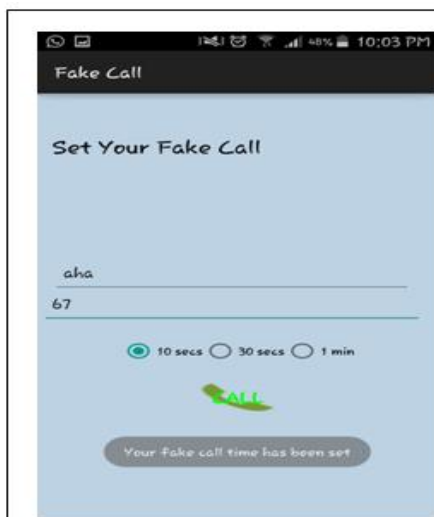 48% 10:03 PM
Fake Call
Set Your Fake Call
aha
67
10 secs 30 secs 1 min
CALL
Your fake call time has been set